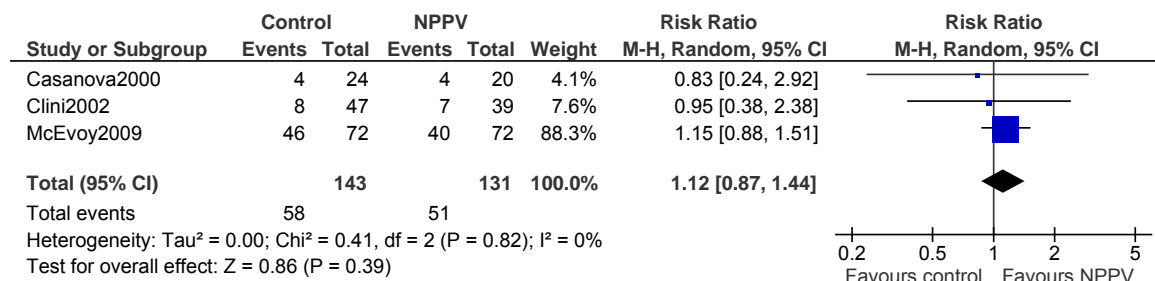 Control NPPV Risk Ratio Risk Ratio
Study or Subgroup Events Total Events Total Weight M-H, Random, 95% CI M-H, Random, 95% CI
Casanova2000 4 24 4 20 4.1% 0.83 [0.24, 2.92]
Clini2002 8 47 7 39 7.6% 0.95 [0.38, 2.38]
McEvoy2009 46 72 40 72 88.3% 1.15 [0.88, 1.51]
Total (95% CI) 143 131 100.0% 1.12 [0.87, 1.44]
Total events 58 51
Heterogeneity: Tau² = 0.00; Chi² = 0.41, df = 2 (P = 0.82); I² = 0%
Test for overall effect: Z = 0.86 (P = 0.39)
0.2 0.5 1 2 5
Favours control Favours NPPV